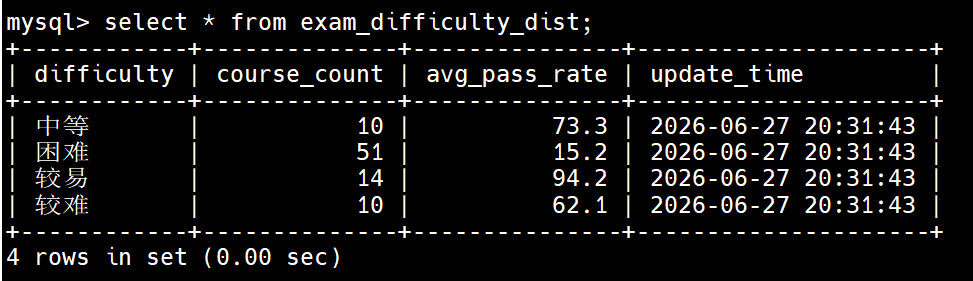 mysql> select * from exam_difficulty_dist;
+------------+--------------+---------------+---------------------+
| difficulty | course_count | avg_pass_rate | update_time         |
+------------+--------------+---------------+---------------------+
| 中等       |           10 |          73.3 | 2026-06-27 20:31:43 |
| 困难       |           51 |          15.2 | 2026-06-27 20:31:43 |
| 较易       |           14 |          94.2 | 2026-06-27 20:31:43 |
| 较难       |           10 |          62.1 | 2026-06-27 20:31:43 |
+------------+--------------+---------------+---------------------+
4 rows in set (0.00 sec)